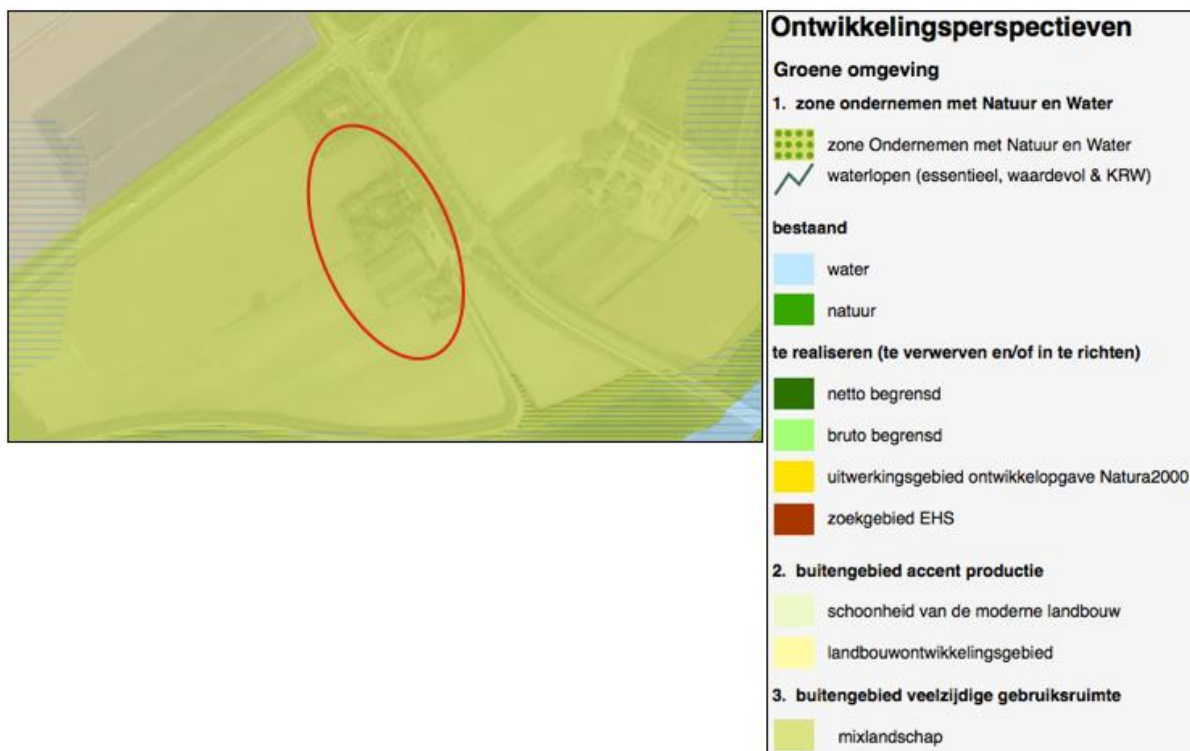 Ontwikkelingsperspectieven
Groene omgeving
1. zone ondernemen met Natuur en Water
zone Ondernemen met Natuur en Water
waterlopen (essentieel, waardevol & KRW)
bestaand
water
natuur
te realiseren (te verwerven en/of in te richten)
netto begrensd
bruto begrensd
uitwerkingsgebied ontwikkelopgave Natura2000
zoekgebied EHS
2. buitengebied accent productie
schoonheid van de moderne landbouw
landbouwontwikkelingsgebied
3. buitengebied veelzijdige gebruiksruimte
mixlandschap